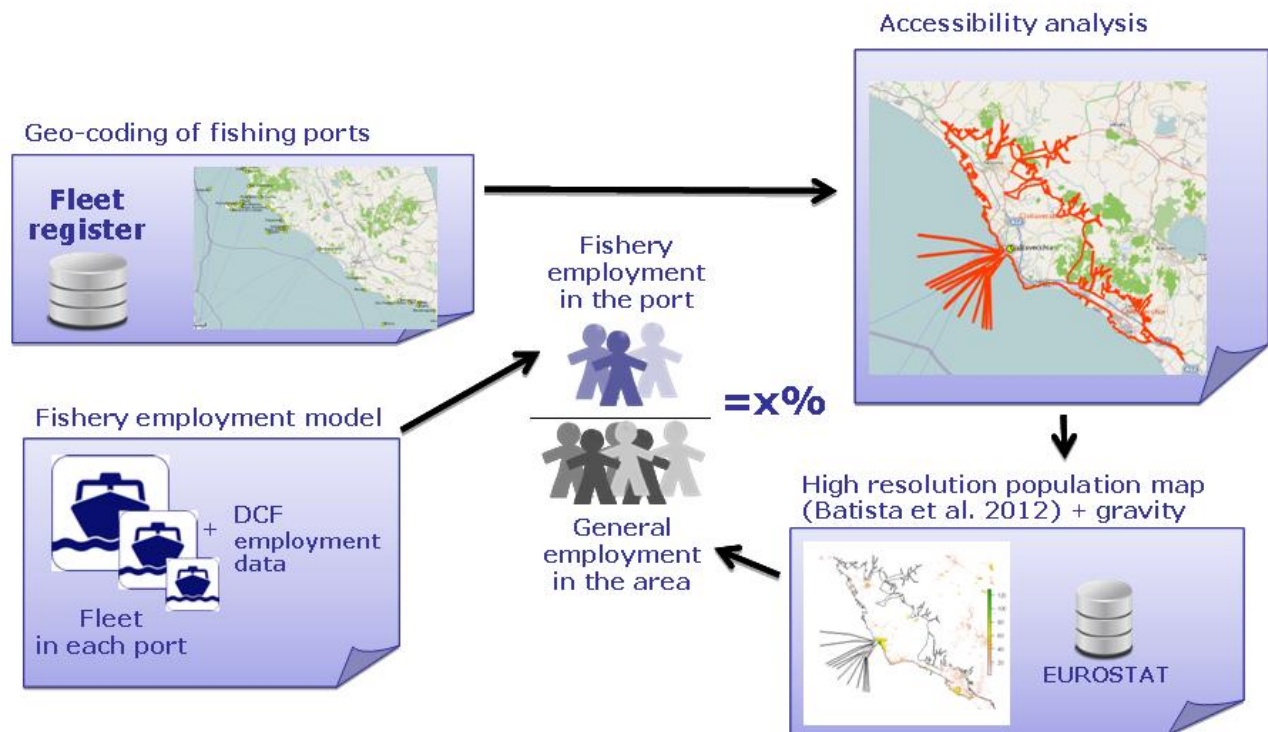 Accessibility analysis
Geo-coding of fishing ports
Fleet
register
Fishery
employment
in the port
=x%
General
employment
in the area
Fishery employment model
+ DCF
employment
data
Fleet
in each port
High resolution population map
(Batista et al. 2012) + gravity
EUROSTAT